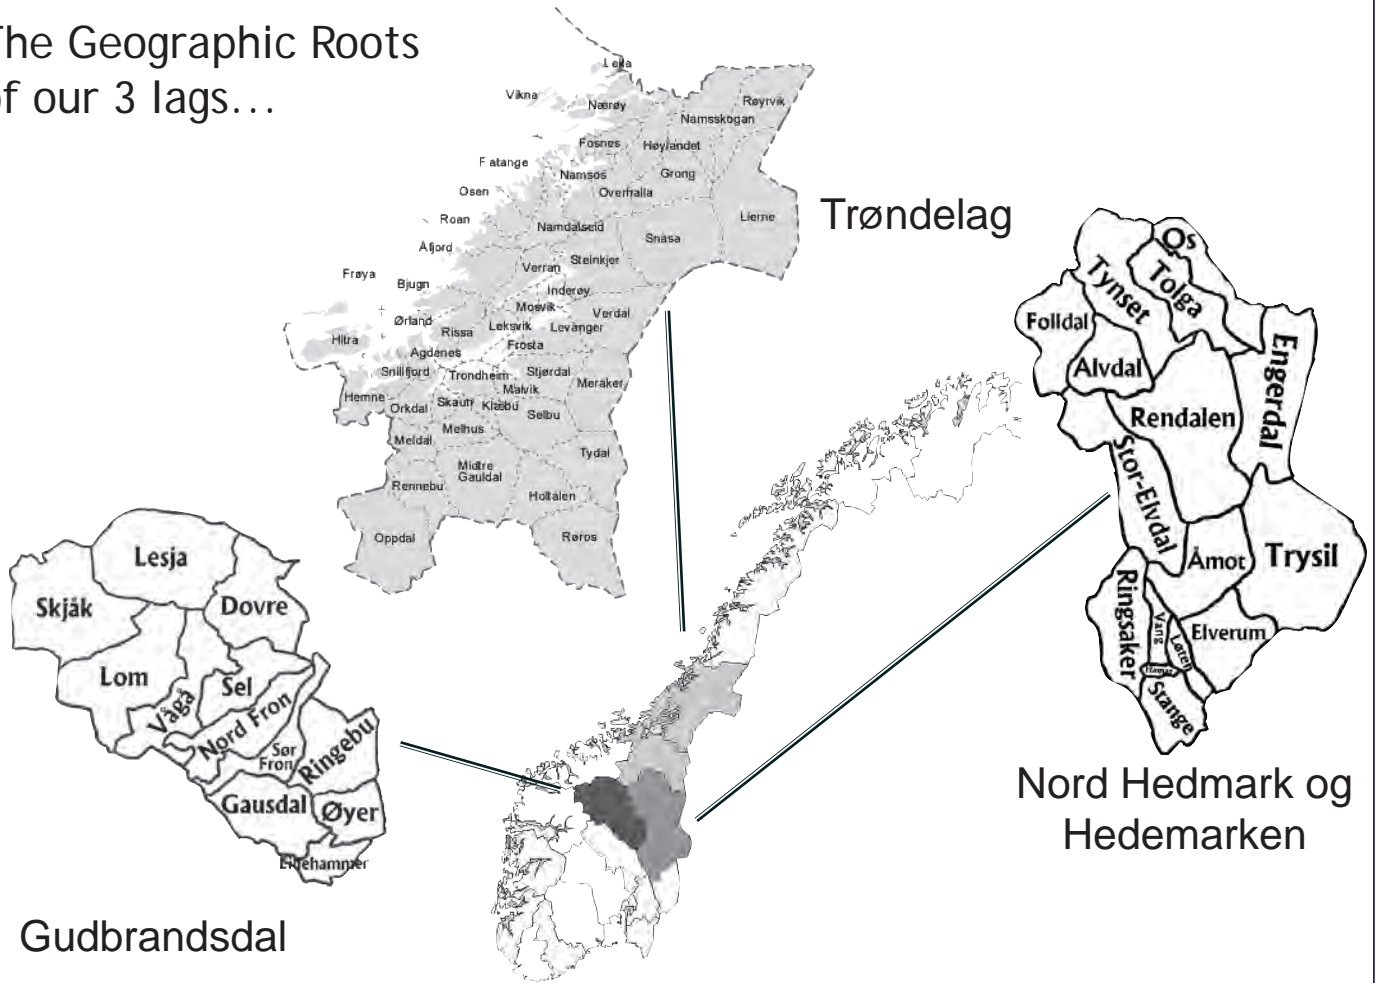 The Geographic Roots
of our 3 lags...
Leka
Vikna
Nærøy
Røyrvik
Namsskogan
Fosnes
Høylandet
Fatange
Namsos
Grong
Overhalla
Osen
Lierne
Roan
Namdalseid
Snåsa
Åfjord
Steinkjer
Verran
Frøya
Bjugn
Inderøy
Mosvik
Verdal
Ørland
Rissa
Leksvik
Levanger
Hitra
Frosta
Agdenes
Snillfjord
Trondheim
Stjørdal
Malvik
Meråker
Hemne
Orkdal
Skaun
Klæbu
Selbu
Melhus
Meldal
Tydal
Midtre
Gauldal
Rennebu
Holtalen
Oppdal
Røros
Trøndelag
Os
Tolga
Tynset
Folldal
Alvdal
Engerdal
Rendalen
Stor-Elvdal
Trysil
Åmot
Ringsaker
Vang
Løten
Elverum
Hamar
Stange
Nord Hedmark og
Hedemarken
Lesja
Skjåk
Dovre
Lom
Vågå
Sel
Nord Fron
Sør
Fron
Ringebu
Gausdal
Øyer
Lillehammer
Gudbrandsdal